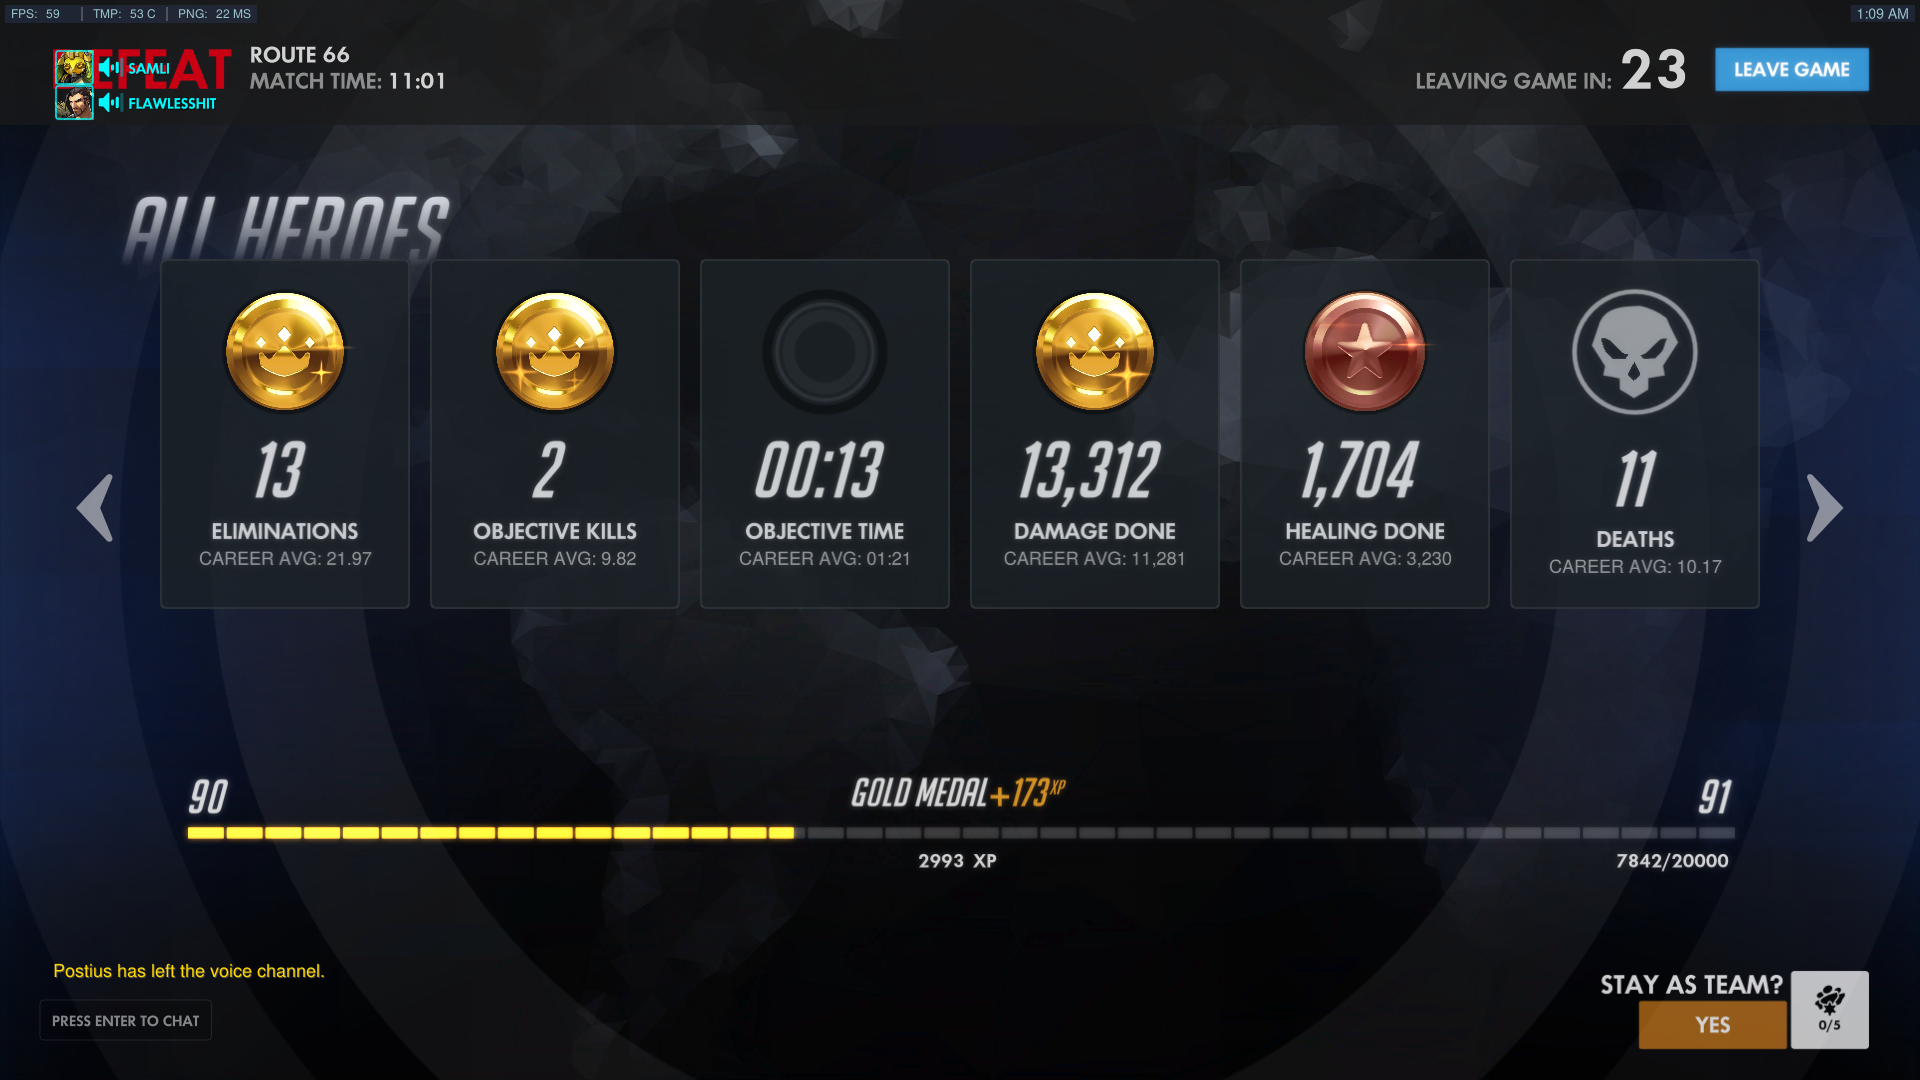 FPS: 59 | TMP: 53 C | PNG: 22 MS
1:09 AM
EFEAT
SAMLI
FLAWLESSHIT
ROUTE 66
MATCH TIME: 11:01
LEAVING GAME IN: 23
LEAVE GAME
ALL HEROES
13
ELIMINATIONS
CAREER AVG: 21.97
2
OBJECTIVE KILLS
CAREER AVG: 9.82
00:13
OBJECTIVE TIME
CAREER AVG: 01:21
13,312
DAMAGE DONE
CAREER AVG: 11,281
1,704
HEALING DONE
CAREER AVG: 3,230
11
DEATHS
CAREER AVG: 10.17
90
GOLD MEDAL +173 XP
91
2993 XP
7842/20000
Postius has left the voice channel.
PRESS ENTER TO CHAT
STAY AS TEAM?
YES
0/5